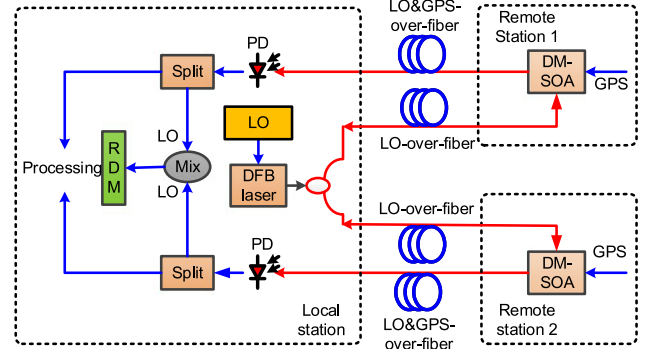 LO&GPS-
over-fiber
Remote
Station 1
PD
Split
DM-
SOA
GPS
LO
LO
LO-over-fiber
Processing
R
D
M
Mix
DFB
laser
LO
LO-over-fiber
PD
GPS
Split
DM-
SOA
Local
station
LO&GPS-
over-fiber
Remote
station 2